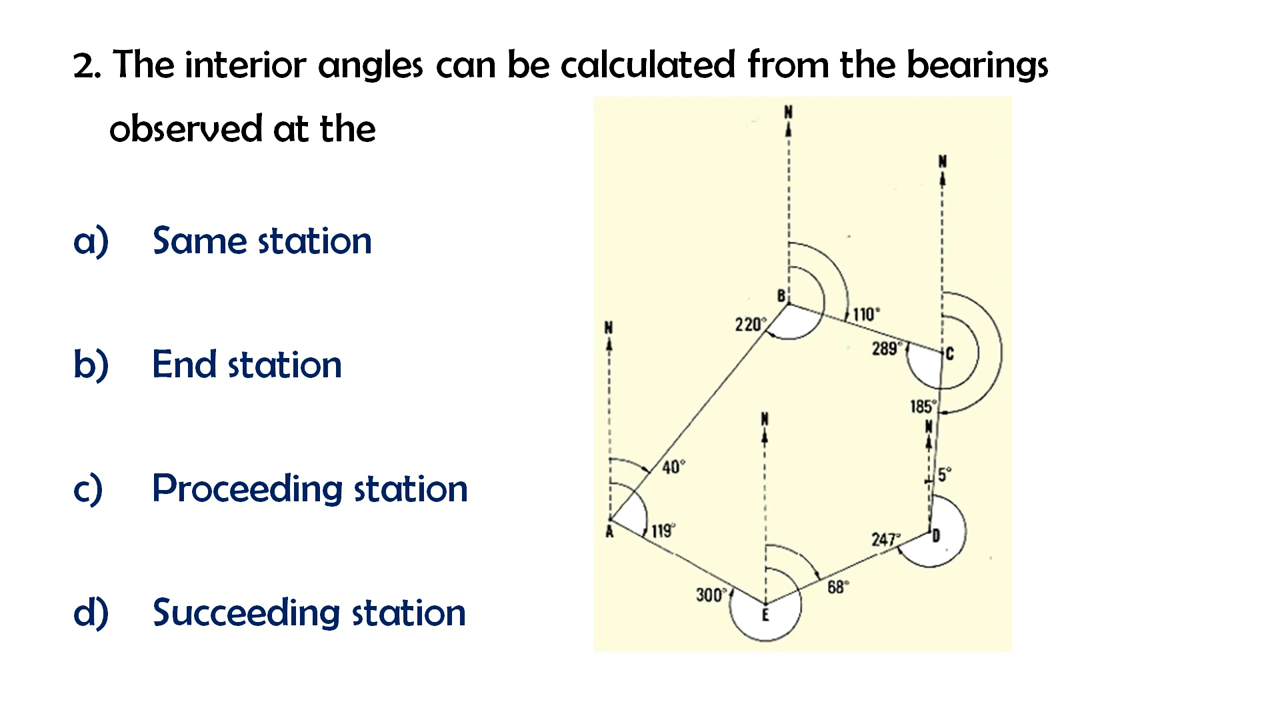 2. The interior angles can be calculated from the bearings
observed at the
a) Same station
b) End station
c) Proceeding station
d) Succeeding station
N
N
B
110°
220°
N
289°
C
185°
N
N
40°
5°
A
119°
247°
D
68°
300°
E